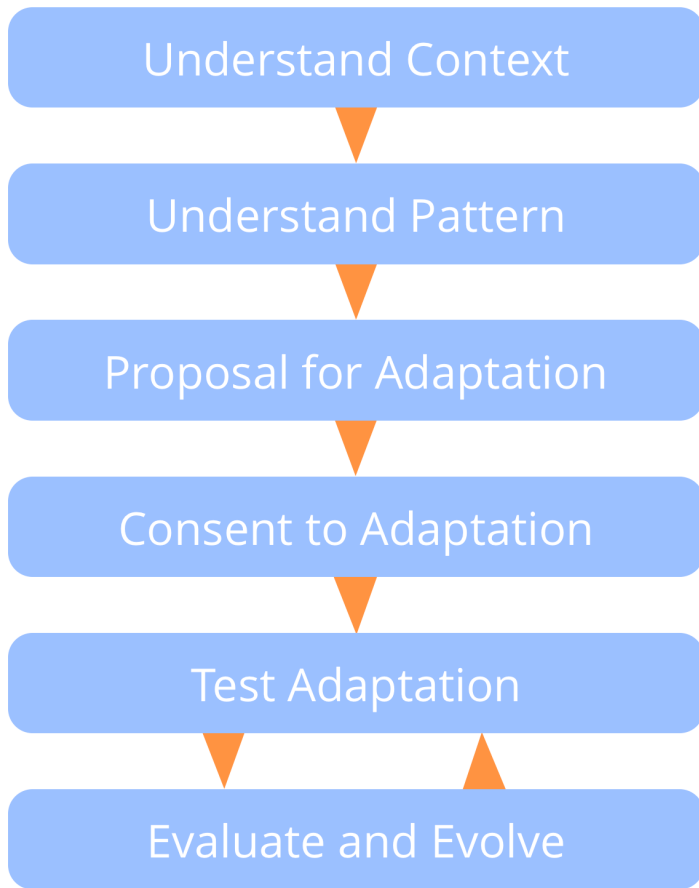 Understand Context
Understand Pattern
Proposal for Adaptation
Consent to Adaptation
Test Adaptation
Evaluate and Evolve